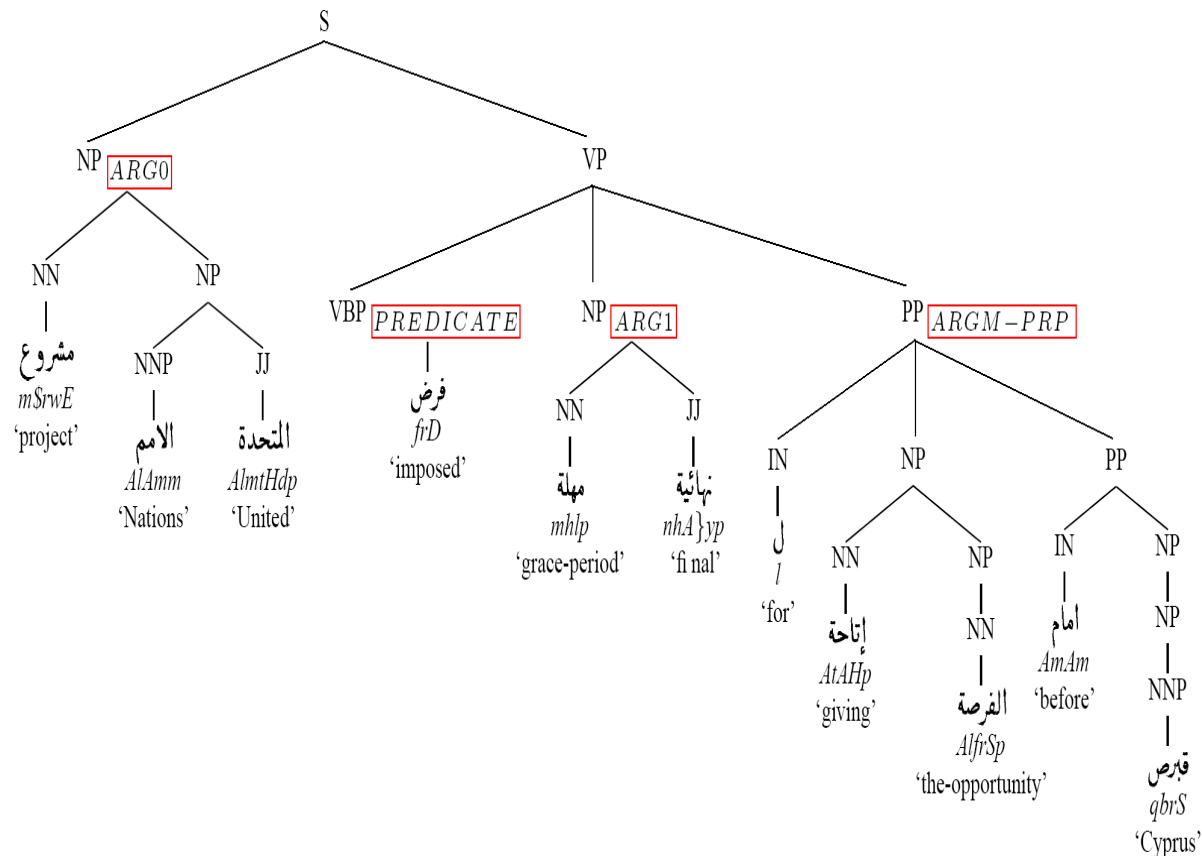 S
NP ARG0
VP
NN
NP
VBP PREDICATE
NP ARG1
PP ARGM-PRP
مشروع
m$rwE
‘project’
NNP
JJ
الامم
AlAmm
‘Nations’
المتحدة
AlmtHdp
‘United’
فرض
frD
‘imposed’
NN
JJ
مهلة
mhlp
‘grace-period’
نهائية
nhA}yp
‘fi nal’
IN
NP
PP
ل
l
‘for’
NN
NP
إتاحة
AtAHp
‘giving’
NN
الفرصة
AlfrSp
‘the-opportunity’
IN
NP
امام
AmAm
‘before’
NP
NNP
قبرص
qbrS
‘Cyprus’